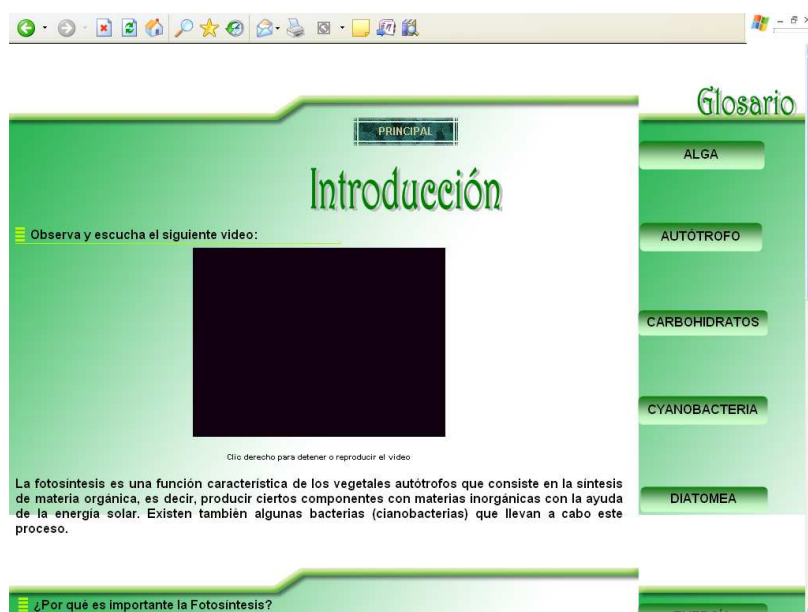 Glosario
PRINCIPAL
ALGA
Introducción
Observa y escucha el siguiente video:
AUTÓTROFO
CARBOHIDRATOS
CYANOBACTERIA
Clic derecho para detener o reproducir el video
La fotosíntesis es una función característica de los vegetales autótrofos que consiste en la síntesis
de materia orgánica, es decir, producir ciertos componentes con materias inorgánicas con la ayuda
de la energía solar. Existen también algunas bacterias (cianobacterias) que llevan a cabo este
proceso.
DIATOMEA
¿Por qué es importante la Fotosíntesis?